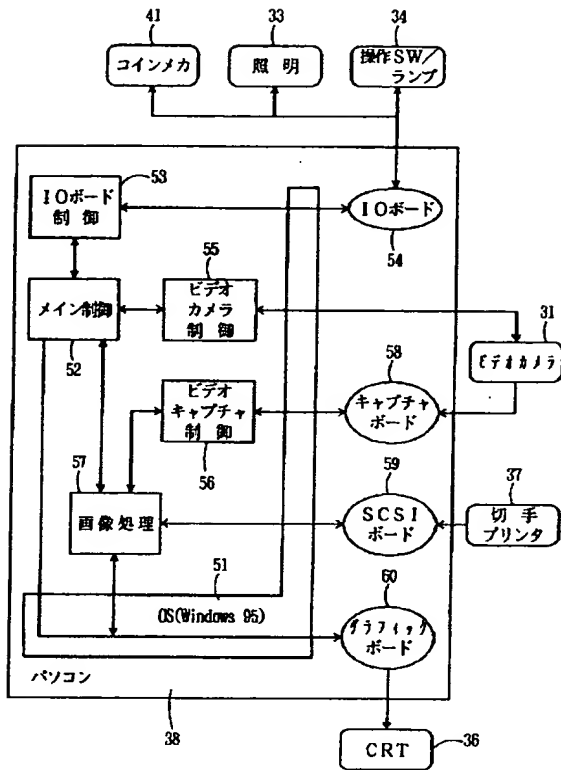 41
33
34
コインメカ
照 明
操作SW/
ランプ
53
IOボード
制 御
IOボード
54
55
ビデオ
カメラ
制 御
メイン制御
52
31
ビデオカメラ
58
ビデオ
キャプチャ
制 御
56
キャプチャ
ボード
57
画像処理
59
SCSI
ボード
37
切 手
プリンタ
51
OS(Windows 95)
60
グラフィック
ボード
パソコン
38
CRT
36